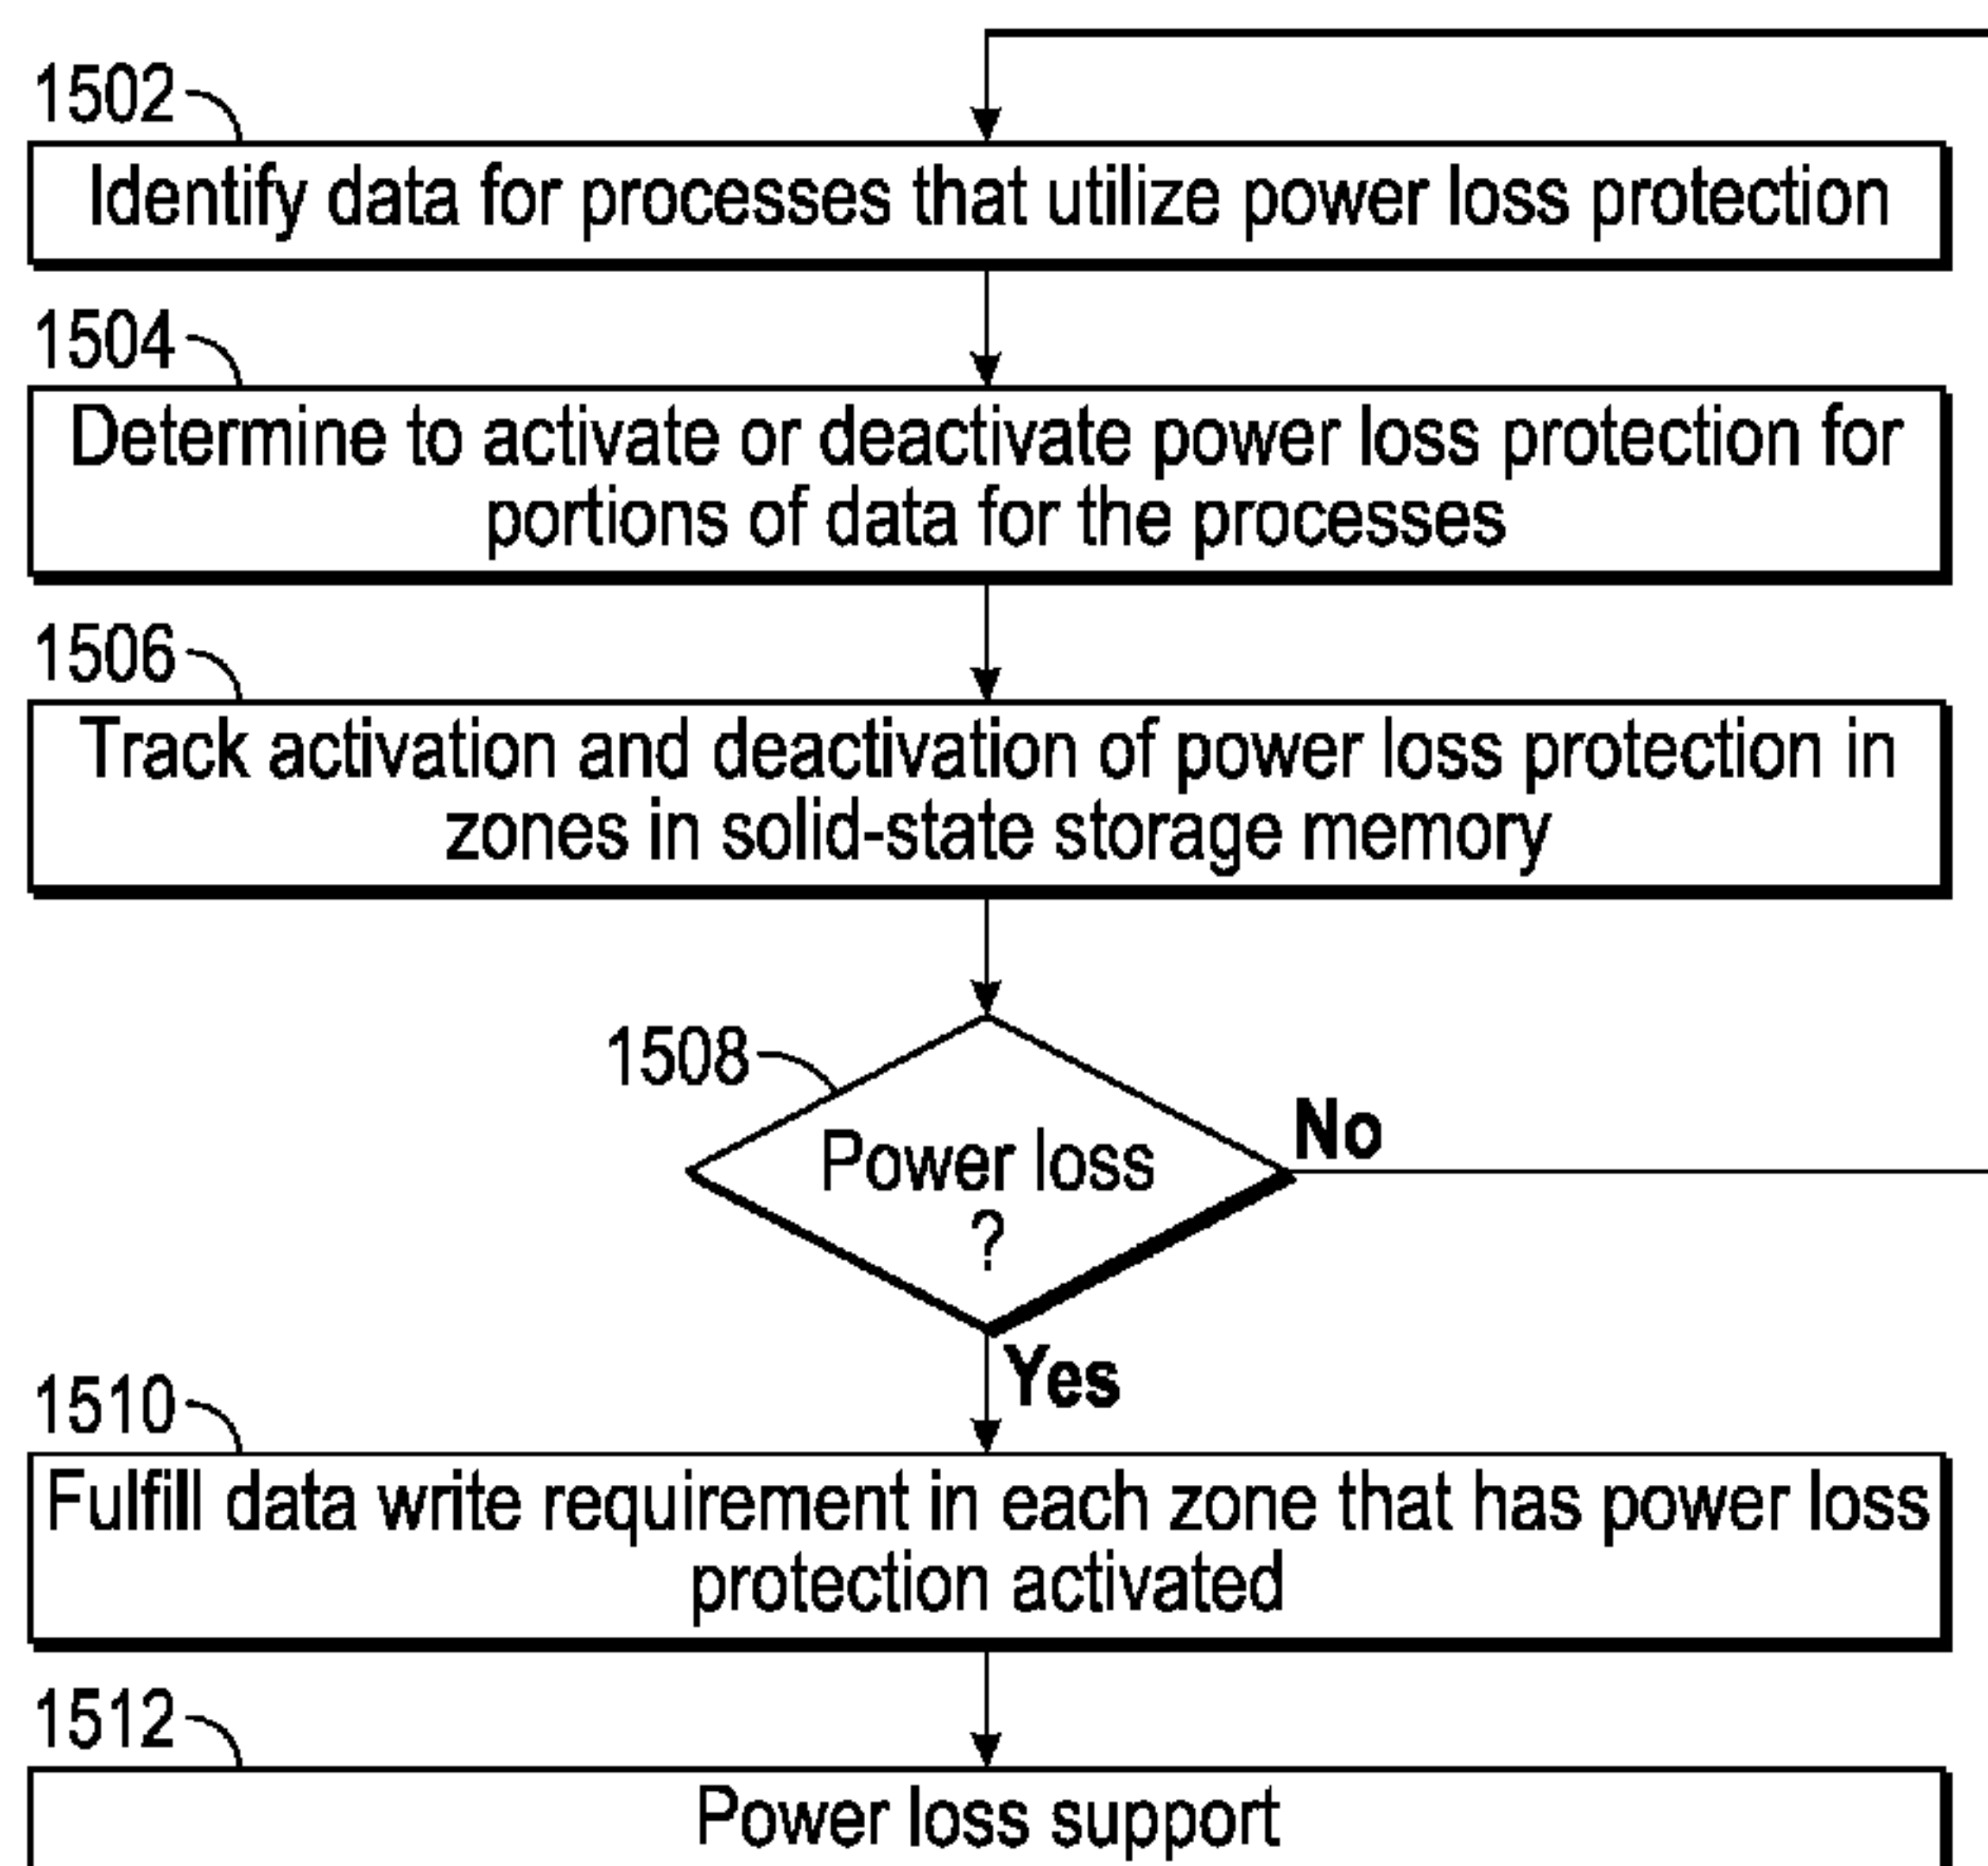 1502
Identify data for processes that utilize power loss protection
1504
Determine to activate or deactivate power loss protection for
portions of data for the processes
1506
Track activation and deactivation of power loss protection in
zones in solid-state storage memory
1508
Power loss
?
No
Yes
1510
Fulfill data write requirement in each zone that has power loss
protection activated
1512
Power loss support